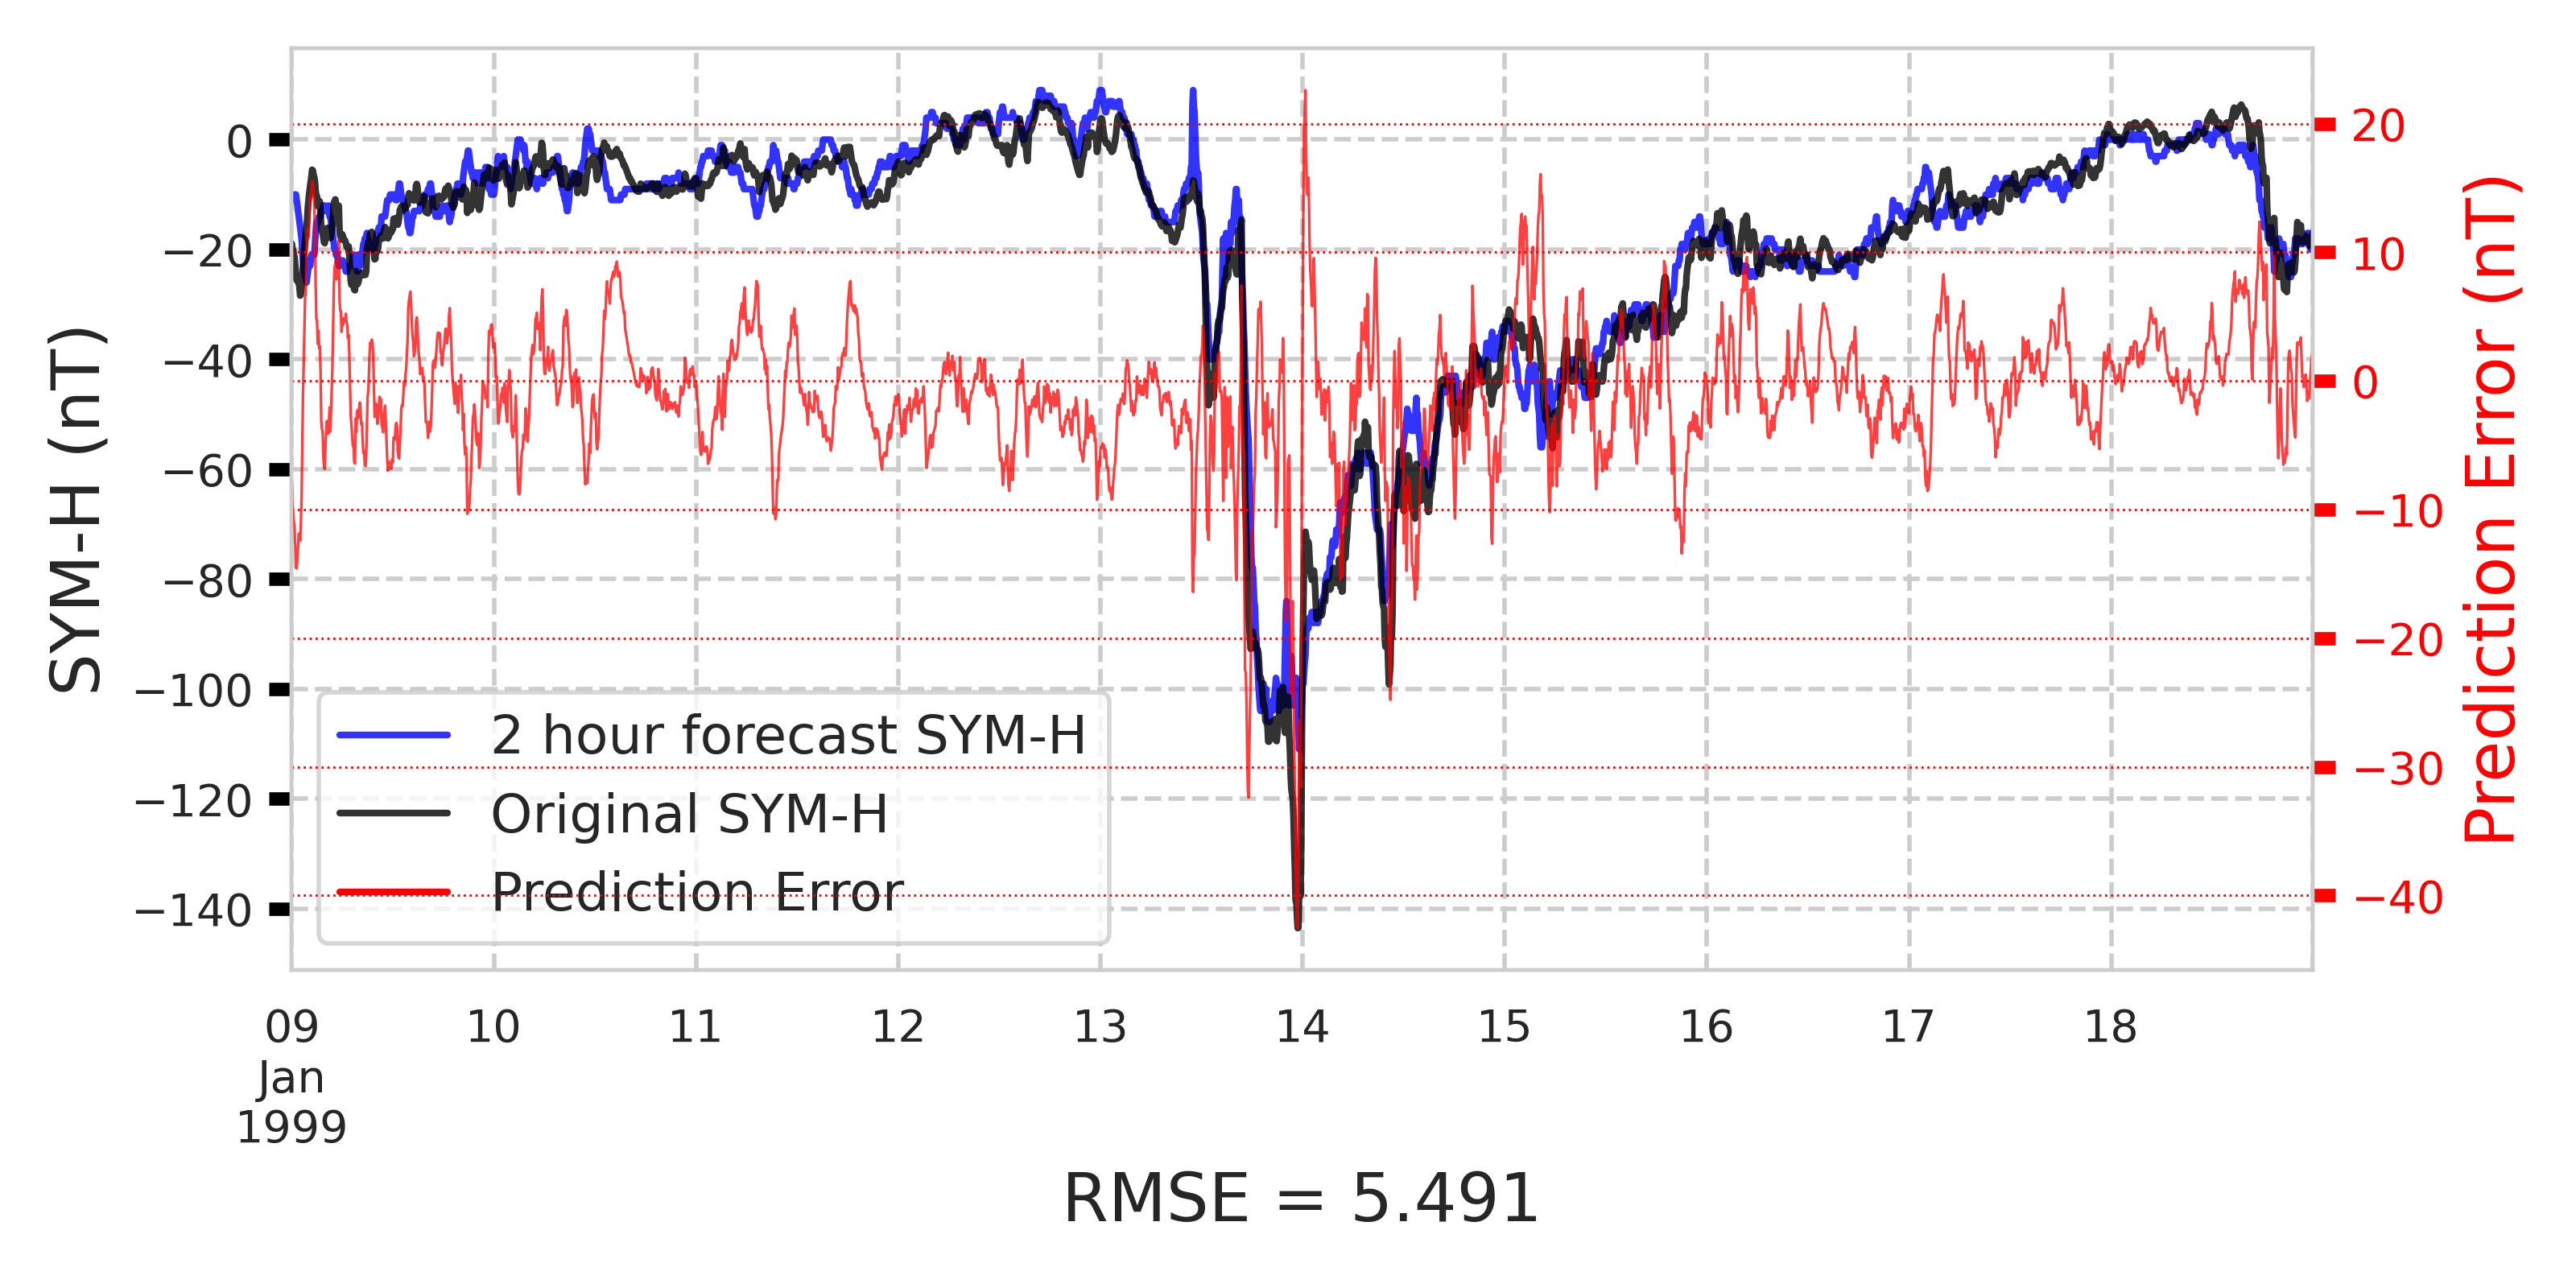 SYM-H (nT)
0
−20
−40
−60
−80
−100
−120
−140
2 hour forecast SYM-H
Original SYM-H
Prediction Error
20
10
0
−10
−20
−30
−40
Prediction Error (nT)
09 10 11 12 13 14 15 16 17 18
Jan
1999
RMSE = 5.491